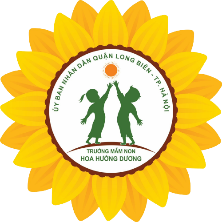 ỦY BAN NHÂN DÂN QUẬN LONG BIÊN - TP. HÀ NỘI
TRƯỜNG MẦM NON
HOA HƯỚNG DƯƠNG